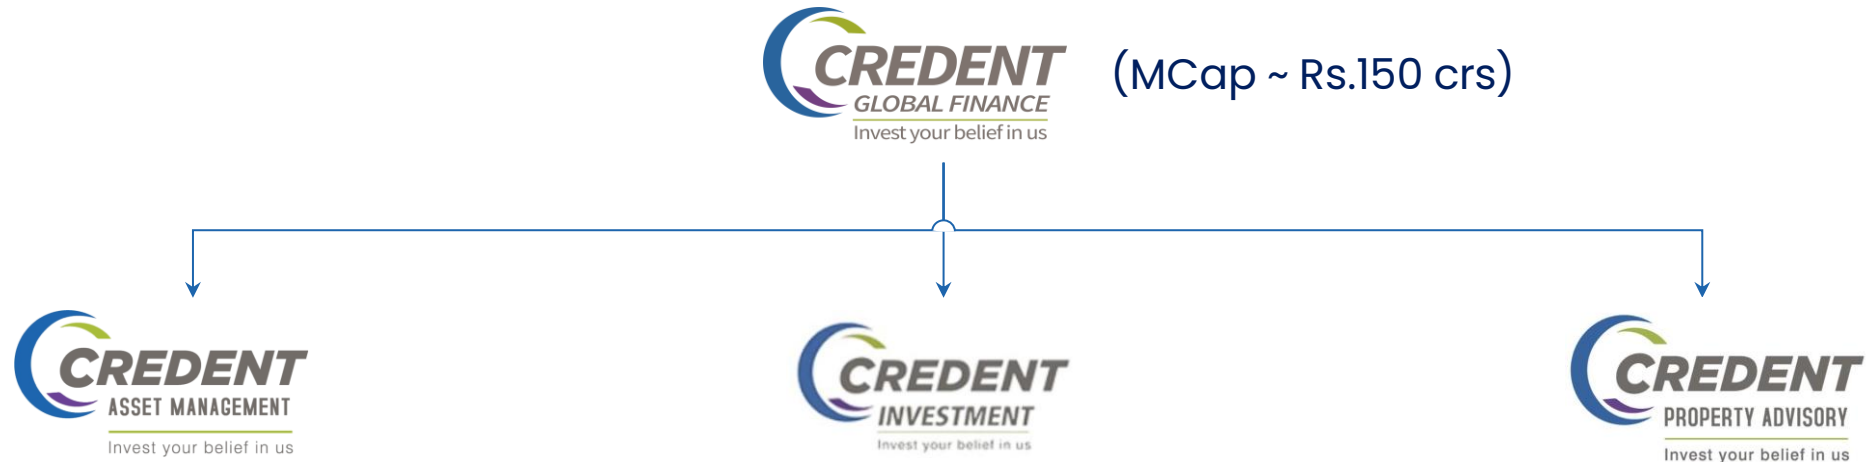 CREDENT
GLOBAL FINANCE
Invest your belief in us
(MCap ~ Rs.150 crs)
CREDENT
ASSET MANAGEMENT
Invest your belief in us
CREDENT
INVESTMENT
Invest your belief in us
CREDENT
PROPERTY ADVISORY
Invest your belief in us